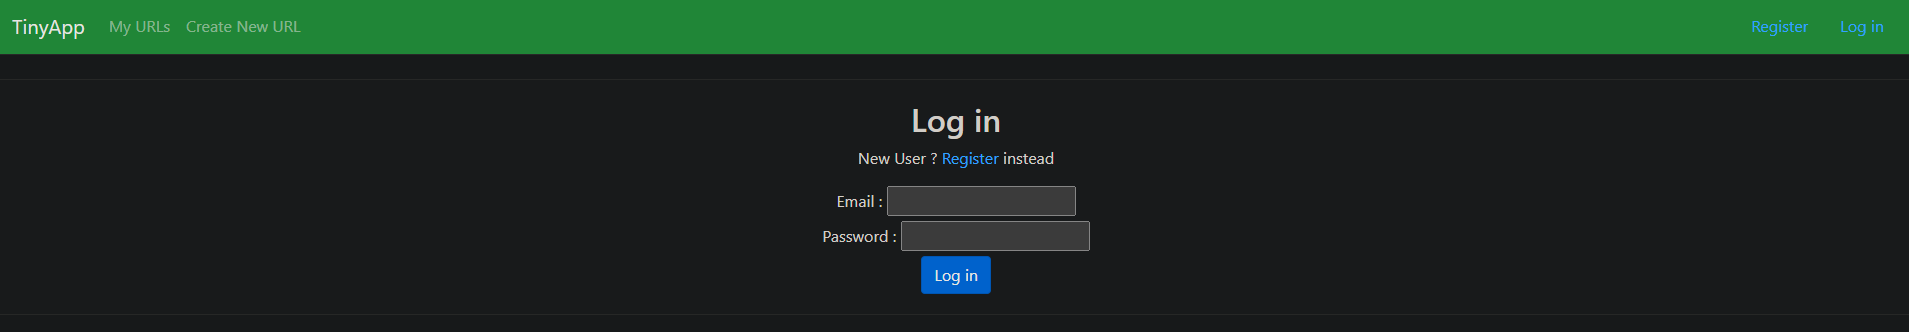 TinyApp My URLs Create New URL Register Log in
Log in
New User ? Register instead
Email :
Password :
Log in